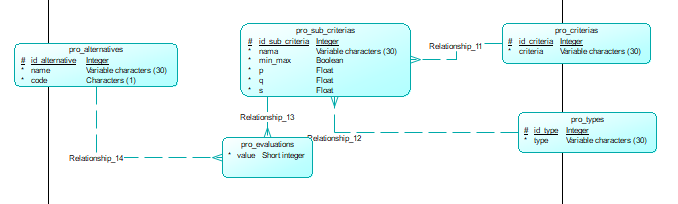 pro_alternatives
# id_alternative Integer
* name Variable characters (30)
* code Characters (1)
pro_sub_criterias
# id_sub_criteria Integer
* nama Variable characters (30)
* min_max Boolean
* p Float
* q Float
* s Float
Relationship_11
pro_criterias
# id_criteria Integer
* criteria Variable characters (30)
Relationship_13
Relationship_12
pro_types
# id_type Integer
* type Variable characters (30)
Relationship_14
pro_evaluations
* value Short integer